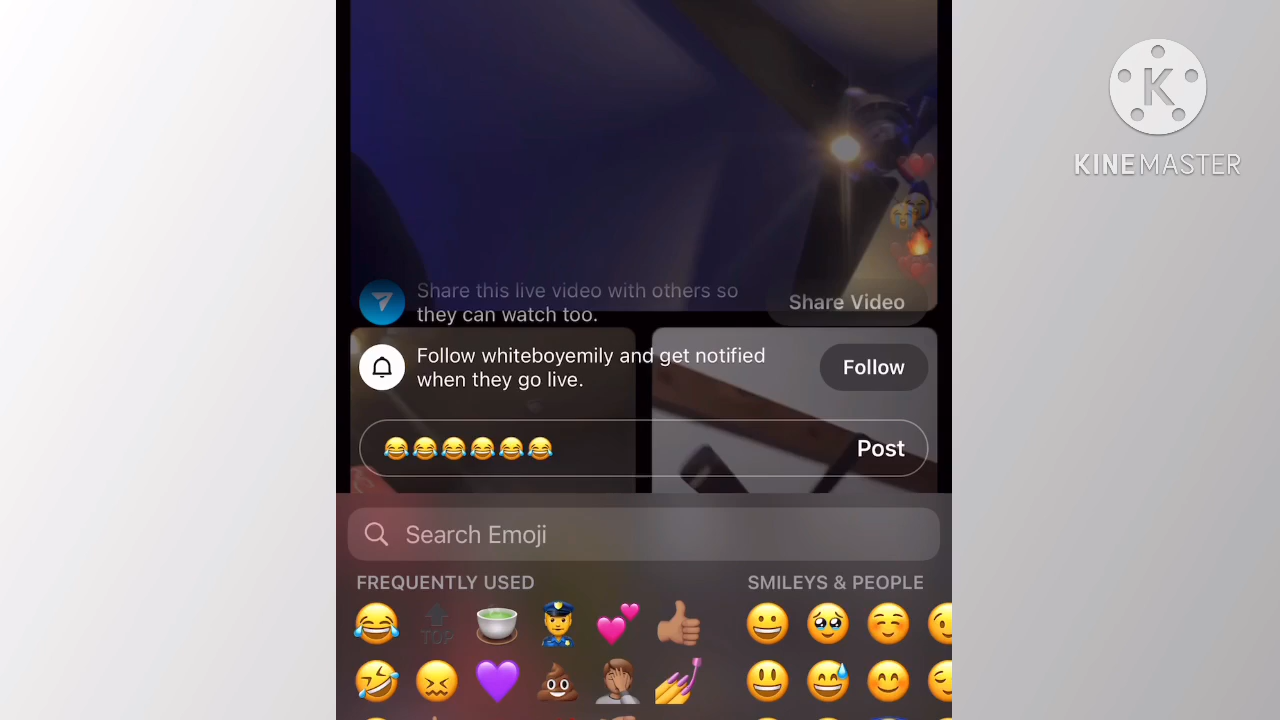 K
KINEMASTER
Share this live video with others so
they can watch too.
Share Video
Follow whiteboyemily and get notified
when they go live.
Follow
😂😂😂😂😂😂
Post
Search Emoji
FREQUENTLY USED
SMILEYS & PEOPLE
TOP